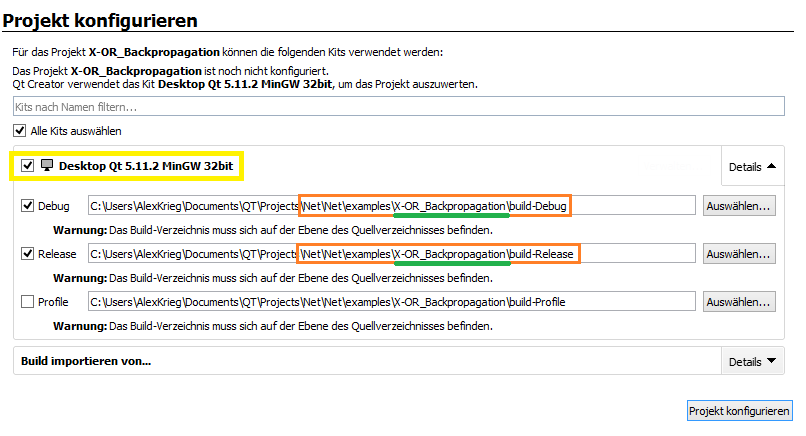 Projekt konfigurieren
Für das Projekt X-OR_Backpropagation können die folgenden Kits verwendet werden:
Das Projekt X-OR_Backpropagation ist noch nicht konfiguriert.
Qt Creator verwendet das Kit Desktop Qt 5.11.2 MinGW 32bit, um das Projekt auszuwerten.
Kits nach Namen filtern...
Alle Kits auswählen
Desktop Qt 5.11.2 MinGW 32bit Details
Debug C:\Users\AlexKrieg\Documents\QT\Projects\Net\Net\examples\X-OR_Backpropagation\build-Debug Auswählen...
Warnung: Das Build-Verzeichnis muss sich auf der Ebene des Quellverzeichnisses befinden.
Release C:\Users\AlexKrieg\Documents\QT\Projects\Net\Net\examples\X-OR_Backpropagation\build-Release Auswählen...
Warnung: Das Build-Verzeichnis muss sich auf der Ebene des Quellverzeichnisses befinden.
Profile C:\Users\AlexKrieg\Documents\QT\Projects\Net\Net\examples\X-OR_Backpropagation\build-Profile Auswählen...
Warnung: Das Build-Verzeichnis muss sich auf der Ebene des Quellverzeichnisses befinden.
Build importieren von... Details
Projekt konfigurieren